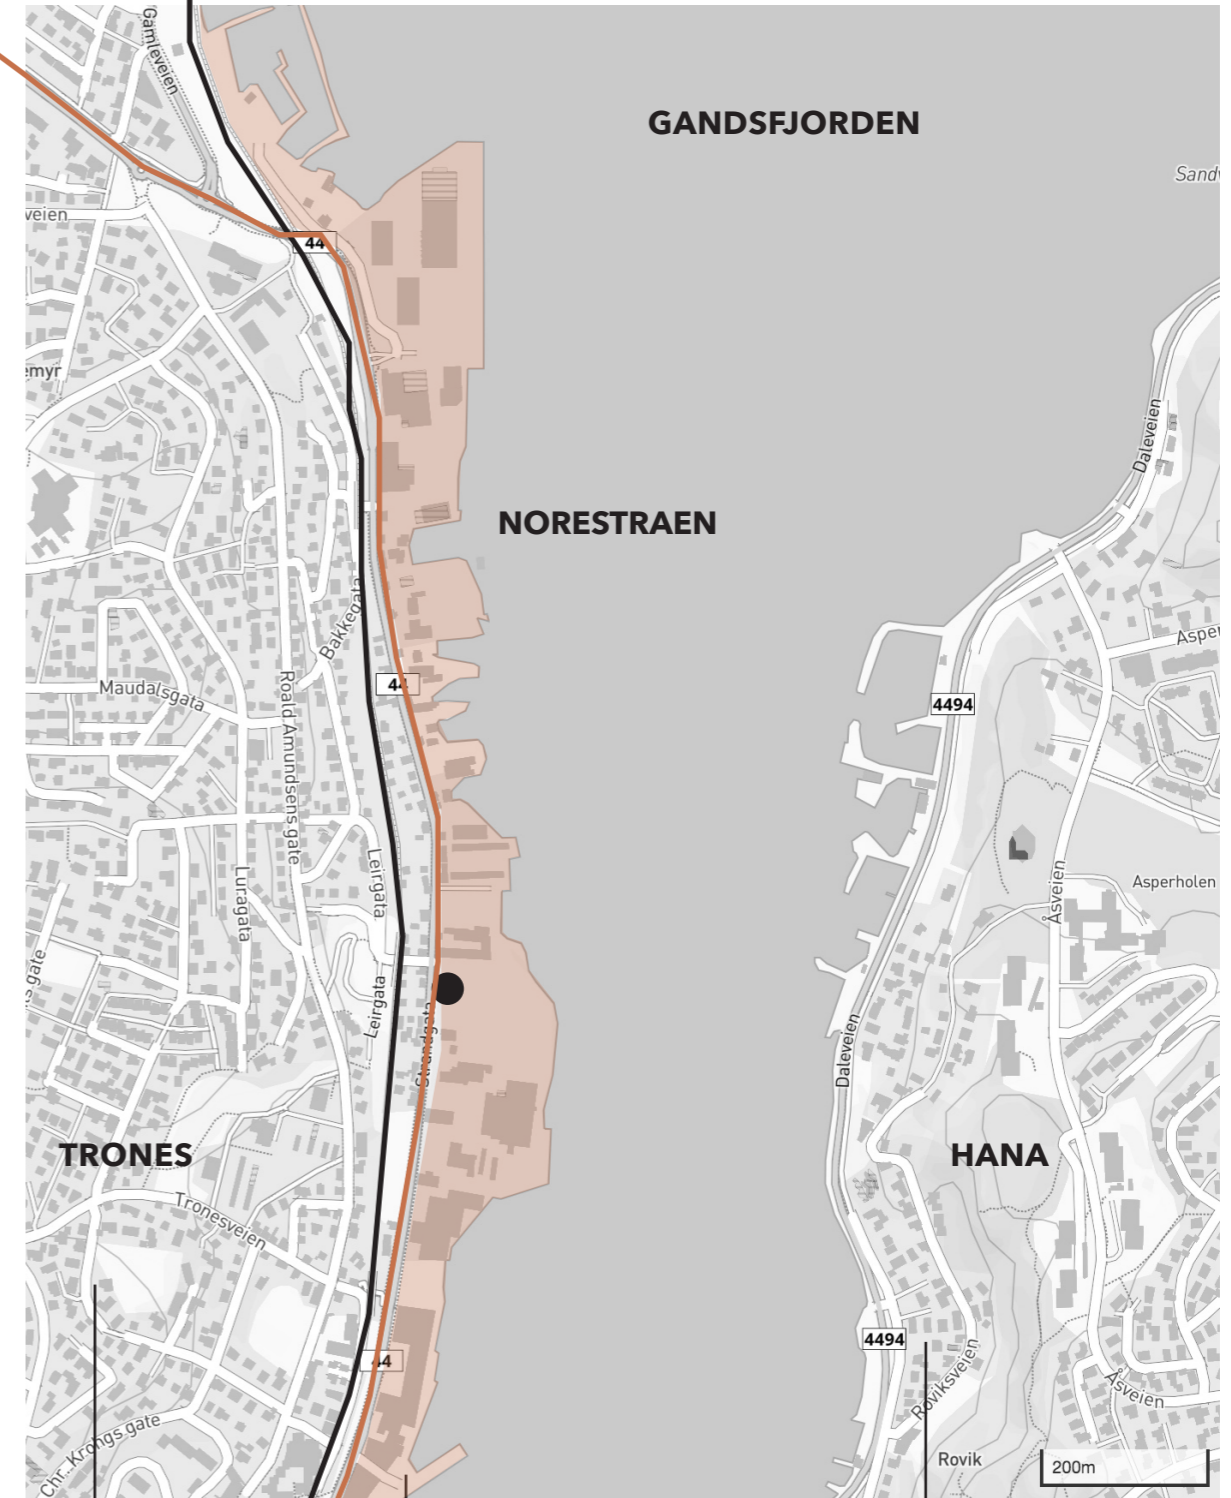 Gamleveien
GANDSFJORDEN
Sandv
veien
44
emyr
Daleveien
NORESTRAEN
Bakkegata
Asper
Maudalsgata
44
Roald Amundsens gate
4494
Leirgata
Luragata
Asperholen
Åsveien
s gate
Leirgata
Strandgata
Daleveien
TRONES
HANA
Tronesveien
4494
44
Roviksveien
Åsveien
Chr. Krohgs gate
Rovik
200m